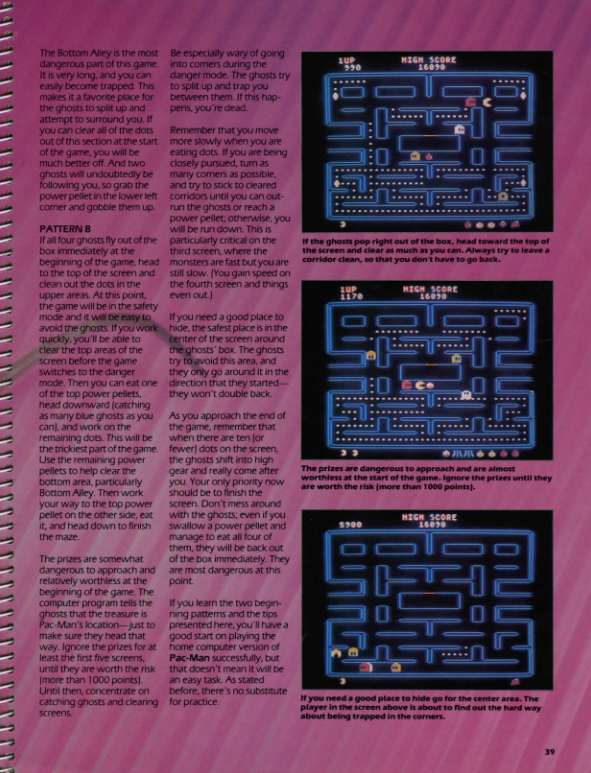 The Bottom Alley is the most
dangerous part of this game.
It is very long, and you can
easily become trapped. This
makes it a favorite place for
the ghosts to split up and
attempt to surround you. If
you can clear all of the dots
out of this section at the start
of the game, you will be
much better off. And two
ghosts will undoubtedly be
following you, so grab the
power pellet in the lower left
corner and gobble them up.
PATTERN B
If all four ghosts fly out of the
box immediately at the
beginning of the game, head
to the top of the screen and
clean out the dots in the
upper areas. At this point,
the game will be in the safety
mode and it will be easy to
avoid the ghosts. If you work
quickly, you'll be able to
clear the top areas of the
screen before the game
switches to the danger
mode. Then you can eat one
of the top power pellets,
head downward (catching
as many blue ghosts as you
can), and work on the
remaining dots. This will be
the trickiest part of the game.
Use the remaining power
pellets to help clear the
bottom area, particularly
Bottom Alley. Then work
your way to the top power
pellet on the other side, eat
it, and head down to finish
the maze.
The prizes are somewhat
dangerous to approach and
relatively worthless at the
beginning of the game. The
computer program tells the
ghosts that the treasure is
Pac-Man's location—just to
make sure they head that
way. Ignore the prizes for at
least the first five screens,
until they are worth the risk
(more than 1000 points).
Until then, concentrate on
catching ghosts and clearing
screens.
Be especially wary of going
into corners during the
danger mode. The ghosts try
to split up and trap you
between them. If this hap-
pens, you're dead.
Remember that you move
more slowly when you are
eating dots. If you are being
closely pursued, turn as
many corners as possible,
and try to stick to cleared
corridors until you can out-
run the ghosts or reach a
power pellet; otherwise, you
will be run down. This is
particularly critical on the
third screen, where the
monsters are fast but you are
still slow. (You gain speed on
the fourth screen and things
even out.)
If you need a good place to
hide, the safest place is in the
center of the screen around
the ghosts' box. The ghosts
try to avoid this area, and
they only go around it in the
direction that they started—
they won't double back.
As you approach the end of
the game, remember that
when there are ten (or
fewer) dots on the screen,
the ghosts shift into high
gear and really come after
you. Your only priority now
should be to finish the
screen. Don't mess around
with the ghosts; even if you
swallow a power pellet and
manage to eat all four of
them, they will be back out
of the box immediately. They
are most dangerous at this
point.
If you learn the two begin-
ning patterns and the tips
presented here, you'll have a
good start on playing the
home computer version of
Pac-Man successfully, but
that doesn't mean it will be
an easy task. As stated
before, there's no substitute
for practice.
1UP HIGH SCORE
990 16090
If the ghosts pop right out of the box, head toward the top of
the screen and clear as much as you can. Always try to leave a
corridor clean, so that you don't have to go back.
1UP HIGH SCORE
1170 16090
The prizes are dangerous to approach and are almost
worthless at the start of the game. Ignore the prizes until they
are worth the risk (more than 1000 points).
HIGH SCORE
5900 16090
If you need a good place to hide go for the center area. The
player in the screen above is about to find out the hard way
about being trapped in the corners.
39